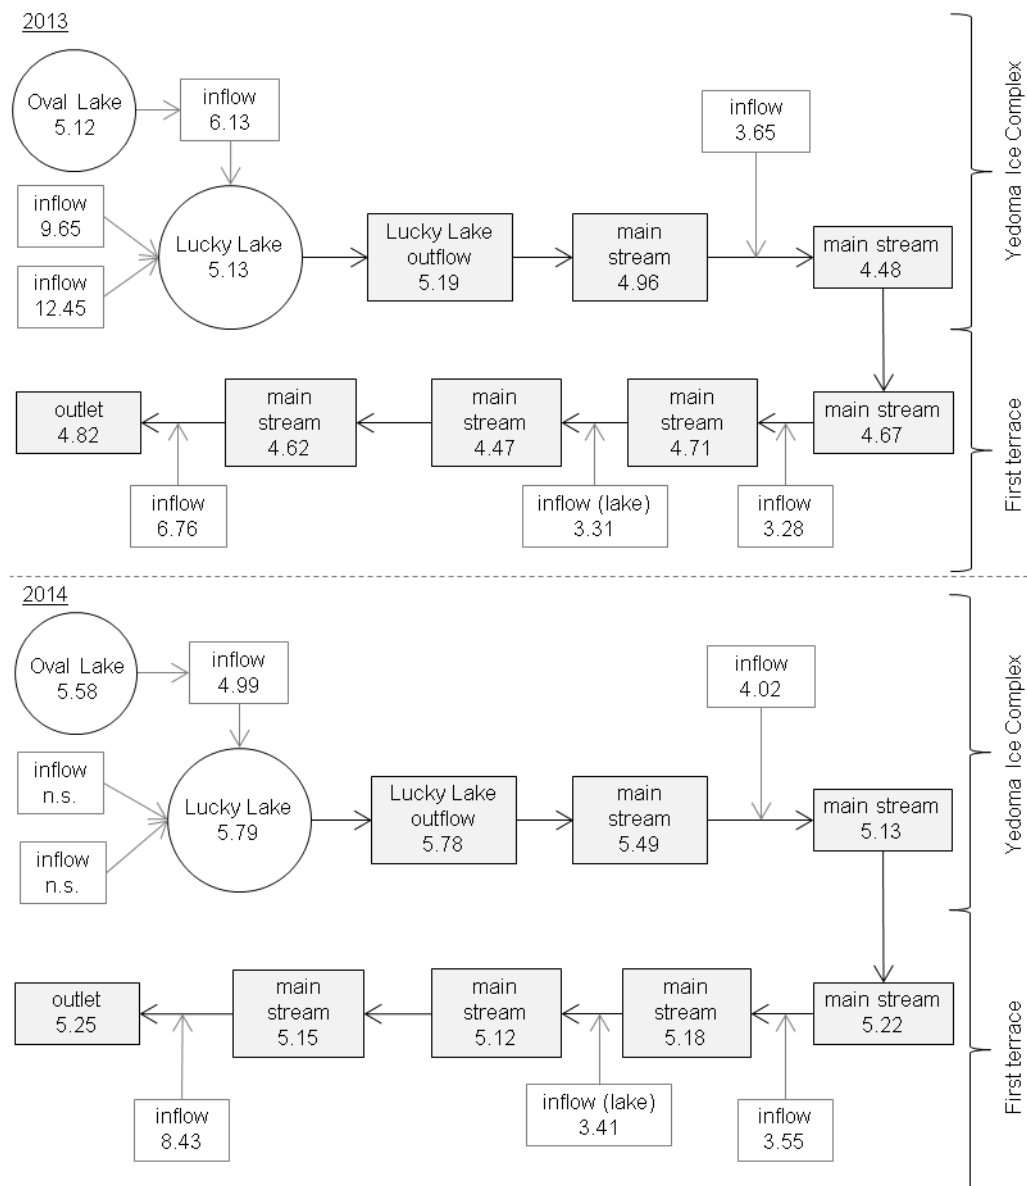 2013
Oval Lake
5.12
inflow
6.13
inflow
3.65
inflow
9.65
inflow
12.45
Lucky Lake
5.13
Lucky Lake
outflow
5.19
main
stream
4.96
main stream
4.48
Yedoma Ice Complex
outlet
4.82
main
stream
4.62
main
stream
4.47
main
stream
4.71
main stream
4.67
inflow
6.76
inflow (lake)
3.31
inflow
3.28
First terrace
2014
Oval Lake
5.58
inflow
4.99
inflow
4.02
inflow
n.s.
inflow
n.s.
Lucky Lake
5.79
Lucky Lake
outflow
5.78
main
stream
5.49
main stream
5.13
Yedoma Ice Complex
outlet
5.25
main
stream
5.15
main
stream
5.12
main
stream
5.18
main stream
5.22
inflow
8.43
inflow (lake)
3.41
inflow
3.55
First terrace